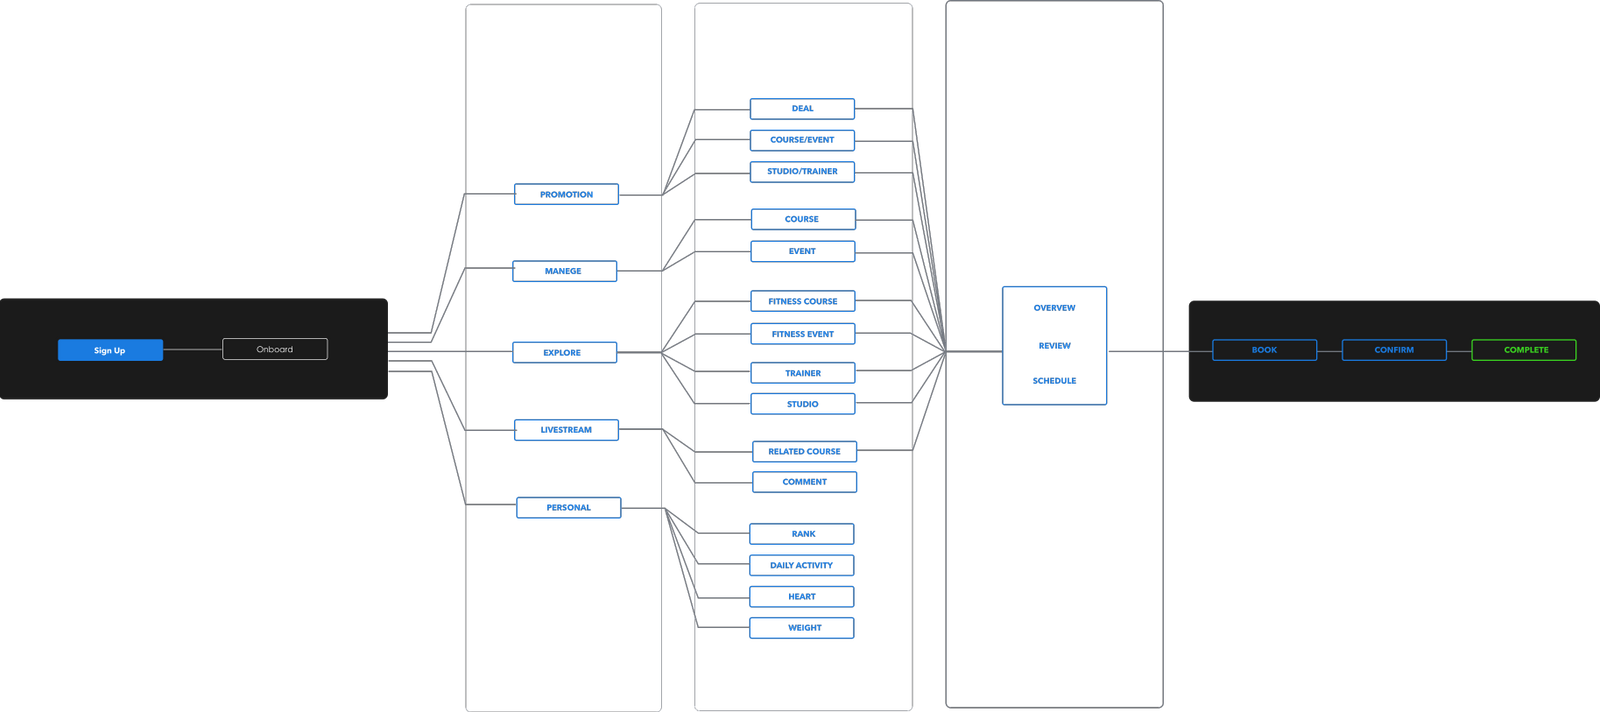 Sign Up
Onboard
PROMOTION
MANEGE
EXPLORE
LIVESTREAM
PERSONAL
DEAL
COURSE/EVENT
STUDIO/TRAINER
COURSE
EVENT
FITNESS COURSE
FITNESS EVENT
TRAINER
STUDIO
RELATED COURSE
COMMENT
RANK
DAILY ACTIVITY
HEART
WEIGHT
OVERVEW
REVIEW
SCHEDULE
BOOK
CONFIRM
COMPLETE